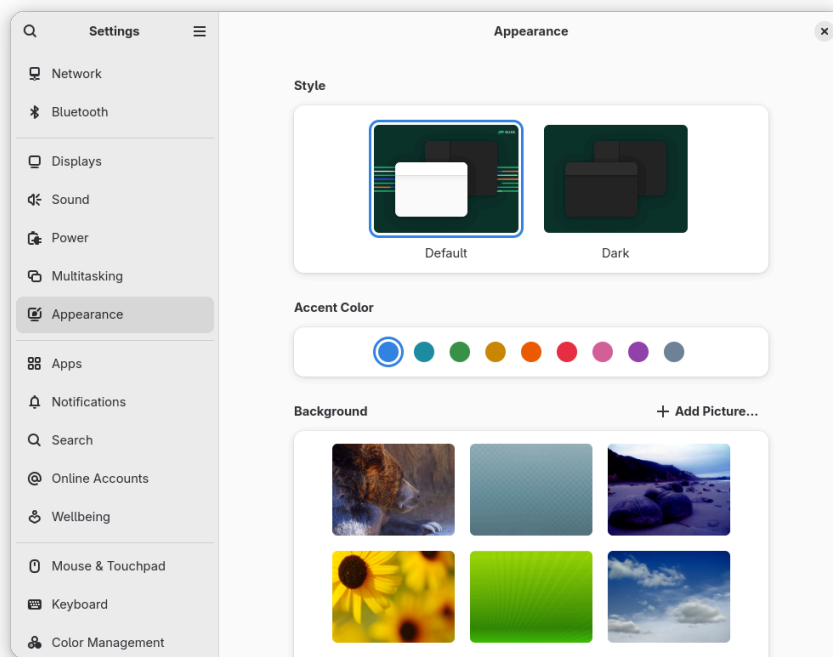 Settings
Appearance
Network
Bluetooth
Displays
Sound
Power
Multitasking
Appearance
Apps
Notifications
Search
Online Accounts
Wellbeing
Mouse & Touchpad
Keyboard
Color Management
Style
Default
Dark
Accent Color
Background
Add Picture...